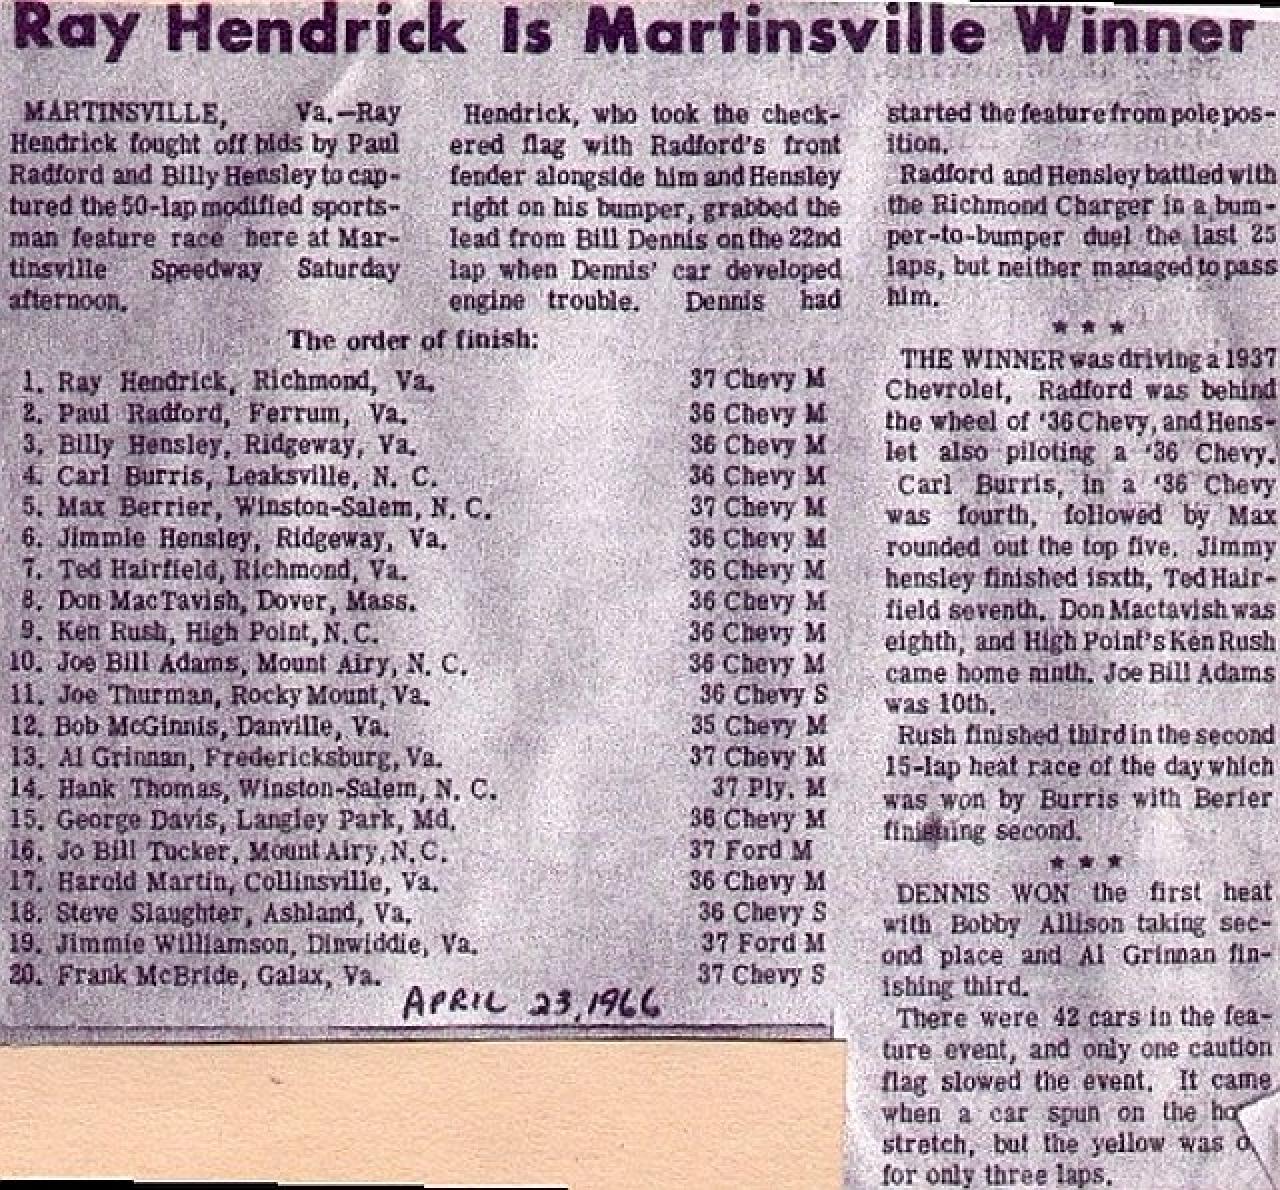 Ray Hendrick Is Martinsville Winner
MARTINSVILLE, Va.—Ray
Hendrick fought off bids by Paul
Radford and Billy Hensley to cap-
tured the 50-lap modified sports-
man feature race here at Mar-
tinsville Speedway Saturday
afternoon.
Hendrick, who took the check-
ered flag with Radford's front
fender alongside him and Hensley
right on his bumper, grabbed the
lead from Bill Dennis on the 22nd
lap when Dennis' car developed
engine trouble. Dennis had
started the feature from pole pos-
ition.
Radford and Hensley battled with
the Richmond Charger in a bum-
per-to-bumper duel the last 25
laps, but neither managed to pass
him.
The order of finish:
1. Ray Hendrick, Richmond, Va. 37 Chevy M
2. Paul Radford, Ferrum, Va. 36 Chevy M
3. Billy Hensley, Ridgeway, Va. 36 Chevy M
4. Carl Burris, Leaksville, N. C. 36 Chevy M
5. Max Berrier, Winston-Salem, N. C. 37 Chevy M
6. Jimmie Hensley, Ridgeway, Va. 36 Chevy M
7. Ted Hairfield, Richmond, Va. 36 Chevy M
8. Don MacTavish, Dover, Mass. 36 Chevy M
9. Ken Rush, High Point, N.C. 36 Chevy M
10. Joe Bill Adams, Mount Airy, N. C. 36 Chevy M
11. Joe Thurman, Rocky Mount, Va. 36 Chevy S
12. Bob McGinnis, Danville, Va. 35 Chevy M
13. Al Grinnan, Fredericksburg, Va. 37 Chevy M
14. Hank Thomas, Winston-Salem, N. C. 37 Ply. M
15. George Davis, Langley Park, Md. 36 Chevy M
16. Jo Bill Tucker, Mount Airy, N.C. 37 Ford M
17. Harold Martin, Collinsville, Va. 36 Chevy M
18. Steve Slaughter, Ashland, Va. 36 Chevy S
19. Jimmie Williamson, Dinwiddie, Va. 37 Ford M
20. Frank McBride, Galax, Va. 37 Chevy S
APRIL 23, 1966
* * *
THE WINNER was driving a 1937
Chevrolet, Radford was behind
the wheel of '36 Chevy, and Hens-
let also piloting a '36 Chevy.
Carl Burris, in a '36 Chevy
was fourth, followed by Max
rounded out the top five. Jimmy
hensley finished isxth, Ted Hair-
field seventh. Don Mactavish was
eighth, and High Point's Ken Rush
came home ninth. Joe Bill Adams
was 10th.
Rush finished third in the second
15-lap heat race of the day which
was won by Burris with Berier
finishing second.
* * *
DENNIS WON the first heat
with Bobby Allison taking sec-
ond place and Al Grinnan fin-
ishing third.
There were 42 cars in the fea-
ture event, and only one caution
flag slowed the event. It came
when a car spun on the
stretch, but the yellow was
for only three laps.